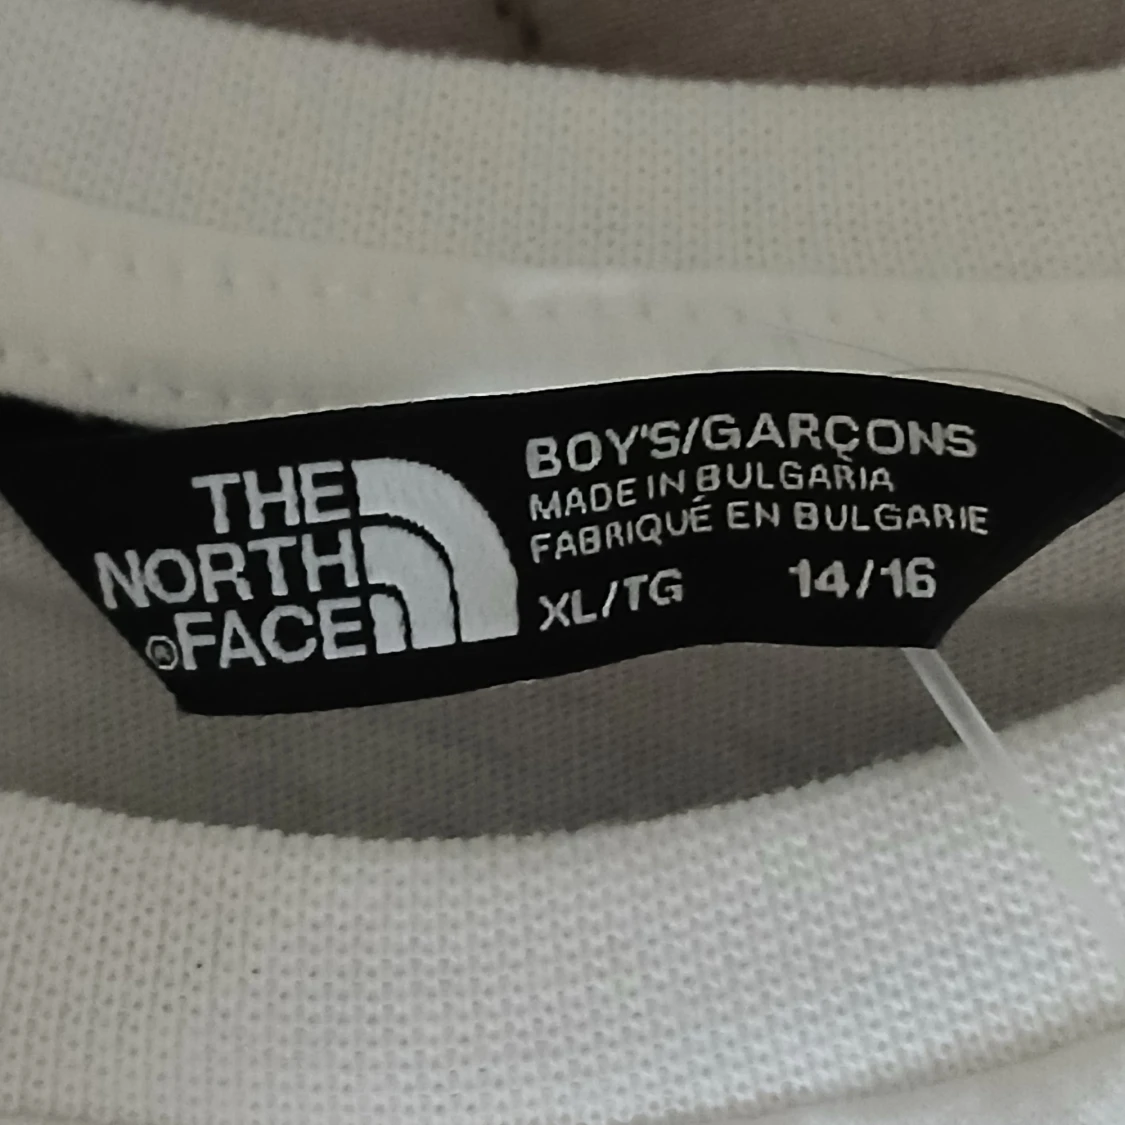 THE
NORTH
®FACE
BOY'S/GARÇONS
MADE IN BULGARIA
FABRIQUÉ EN BULGARIE
XL/TG 14/16